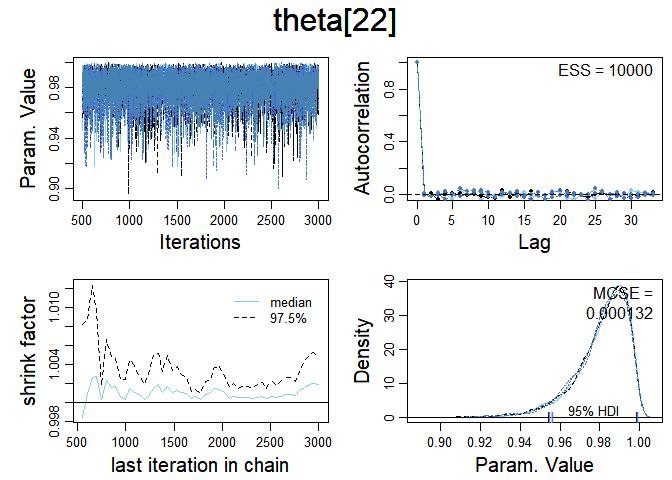 theta[22]
Param. Value
0.90 0.94 0.98
500 1000 1500 2000 2500 3000
Iterations
Autocorrelation
0.0 0.4 0.8
ESS = 10000
0 5 10 15 20 25 30
Lag
shrink factor
0.998 1.004 1.010
median
97.5%
500 1000 1500 2000 2500 3000
last iteration in chain
Density
0 10 20 30 40
MCSE =
0.000132
95% HDI
0.90 0.92 0.94 0.96 0.98 1.00
Param. Value